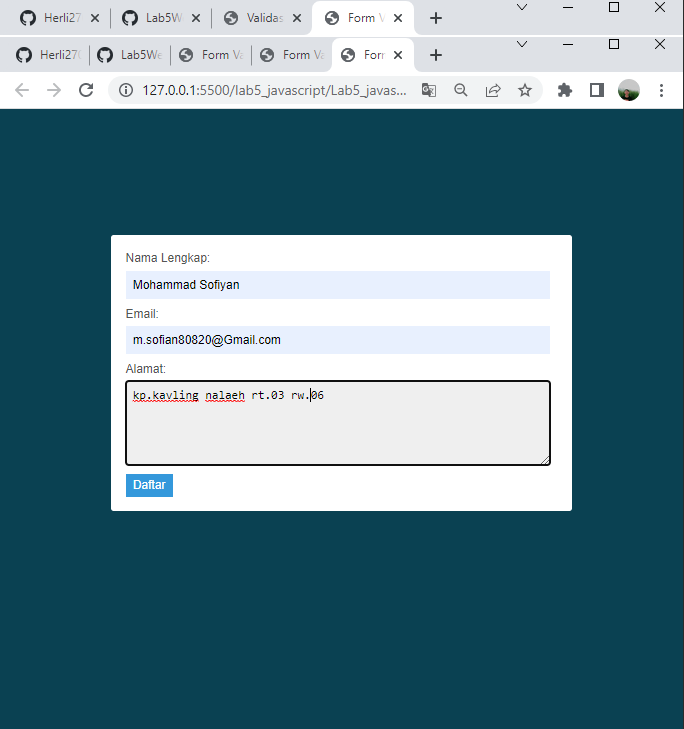 Herli27
Lab5W
Validas
Form V
Herli27
Lab5We
Form Va
Form Va
Forn
127.0.0.1:5500/lab5_javascript/Lab5_javas...
Nama Lengkap:
Mohammad Sofiyan
Email:
m.sofian80820@Gmail.com
Alamat:
kp.kavling nalaeh rt.03 rw.06
Daftar